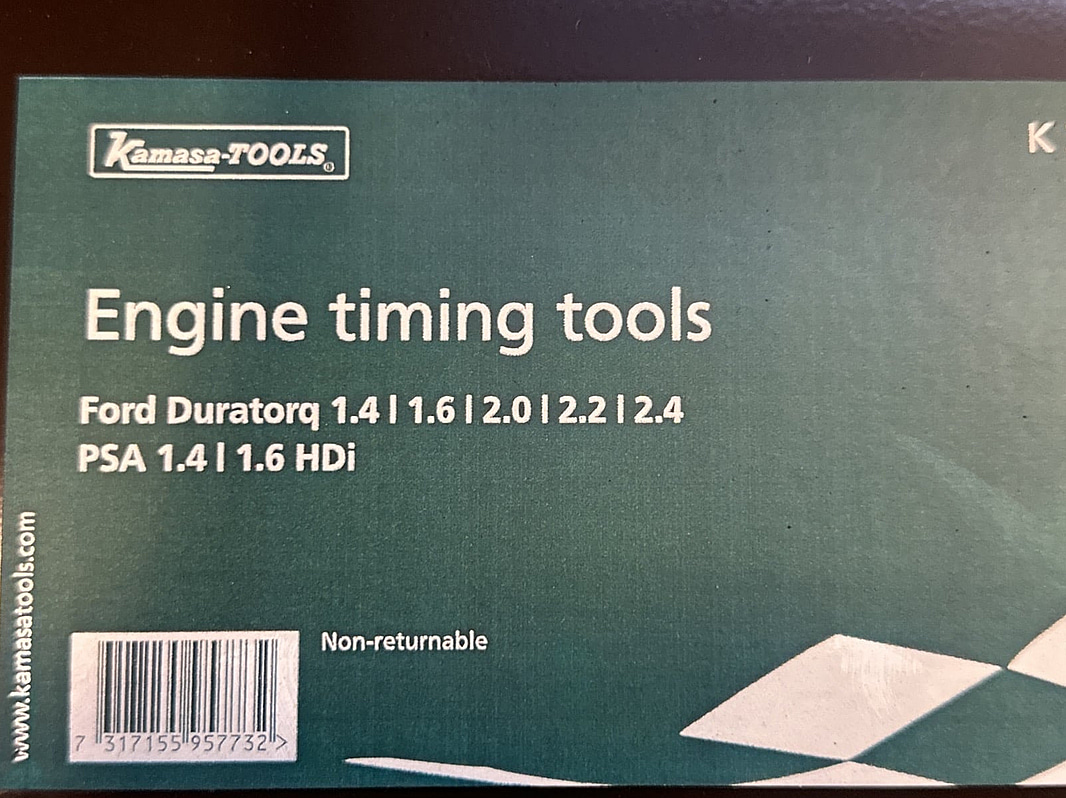 Kamasa-TOOLS®
K
Engine timing tools
Ford Duratorq 1.4 | 1.6 | 2.0 | 2.2 | 2.4
PSA 1.4 | 1.6 HDi
www.kamasatools.com
Non-returnable
7 317155 957732 >